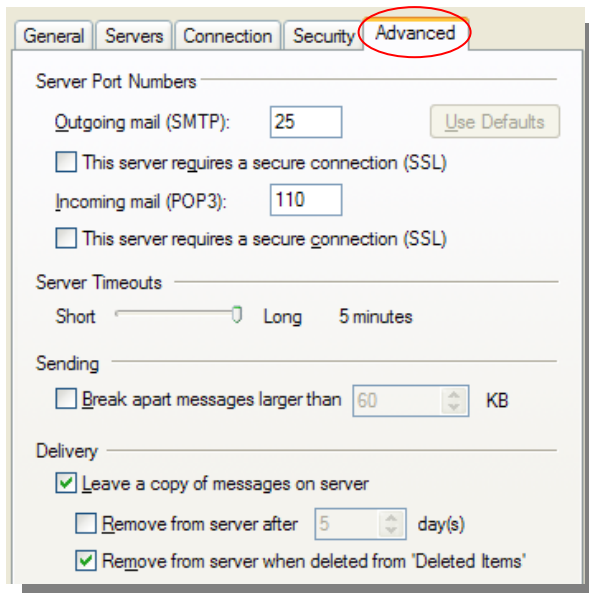 General Servers Connection Security Advanced
Server Port Numbers
Outgoing mail (SMTP): 25 Use Defaults
This server requires a secure connection (SSL)
Incoming mail (POP3): 110
This server requires a secure connection (SSL)
Server Timeouts
Short Long 5 minutes
Sending
Break apart messages larger than 60 KB
Delivery
Leave a copy of messages on server
Remove from server after 5 day(s)
Remove from server when deleted from 'Deleted Items'